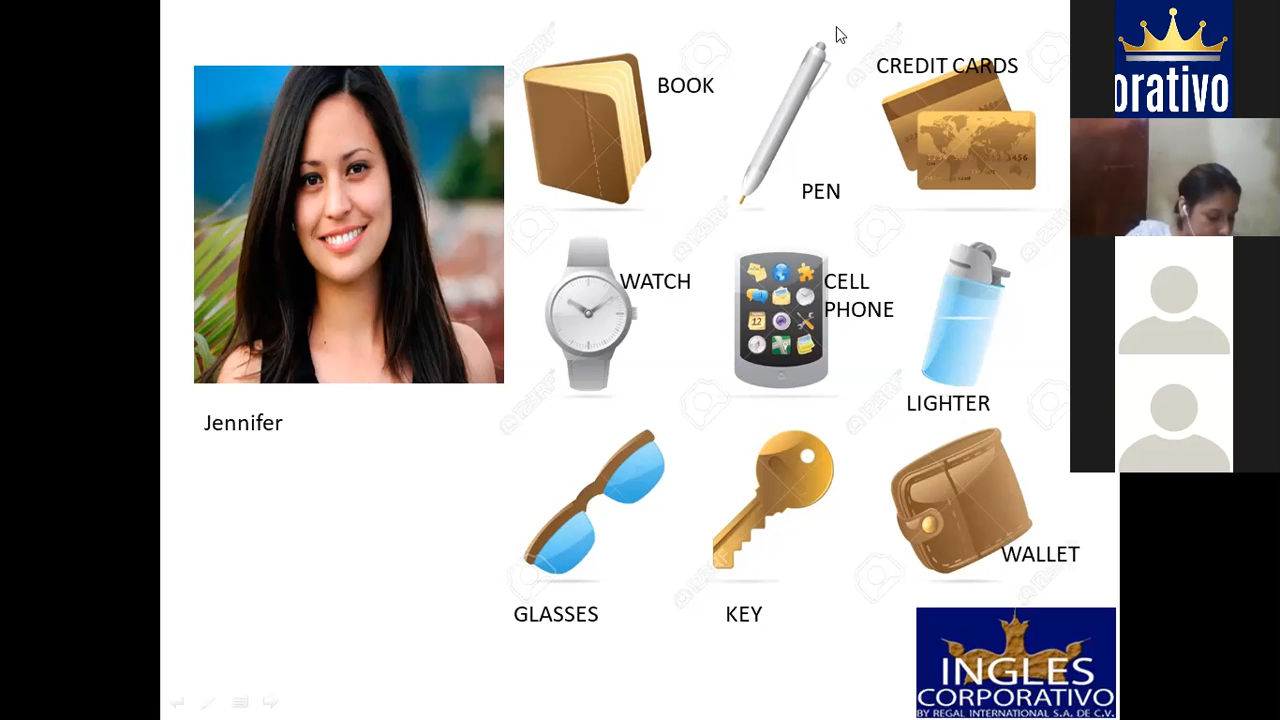 BOOK
PEN
CREDIT CARDS
WATCH
CELL
PHONE
12
LIGHTER
Jennifer
GLASSES
KEY
WALLET
INGLES
CORPORATIVO
BY REGAL INTERNATIONAL S.A. DE C.V.
orativo